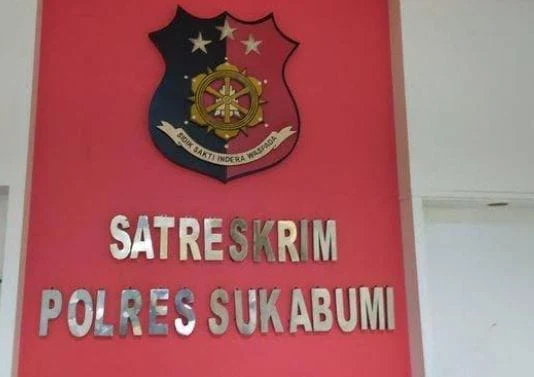 SIDIK SAKTI INDERA WASPADA
SATRESKRIM
POLRES SUKABUMI